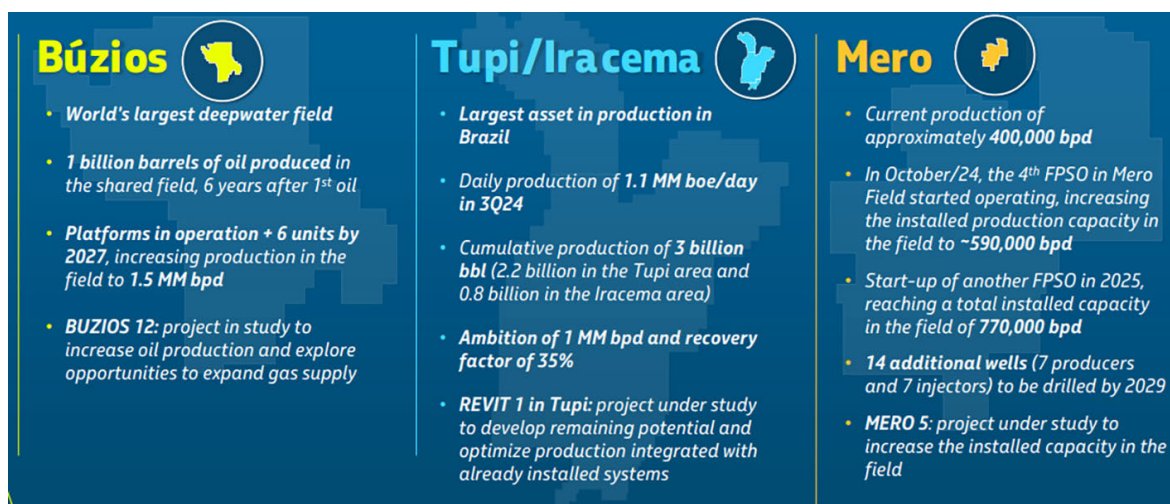 Búzios
• World's largest deepwater field
• 1 billion barrels of oil produced in
the shared field, 6 years after 1st oil
• Platforms in operation + 6 units by
2027, increasing production in the
field to 1.5 MM bpd
• BUZIOS 12: project in study to
increase oil production and explore
opportunities to expand gas supply
Tupi/Iracema
• Largest asset in production in
Brazil
• Daily production of 1.1 MM boe/day
in 3Q24
• Cumulative production of 3 billion
bbl (2.2 billion in the Tupi area and
0.8 billion in the Iracema area)
• Ambition of 1 MM bpd and recovery
factor of 35%
• REVIT 1 in Tupi: project under study
to develop remaining potential and
optimize production integrated with
already installed systems
Mero
• Current production of
approximately 400,000 bpd
• In October/24, the 4th FPSO in Mero
Field started operating, increasing
the installed production capacity in
the field to ~590,000 bpd
• Start-up of another FPSO in 2025,
reaching a total installed capacity
in the field of 770,000 bpd
• 14 additional wells (7 producers
and 7 injectors) to be drilled by 2029
• MERO 5: project under study to
increase the installed capacity in the
field